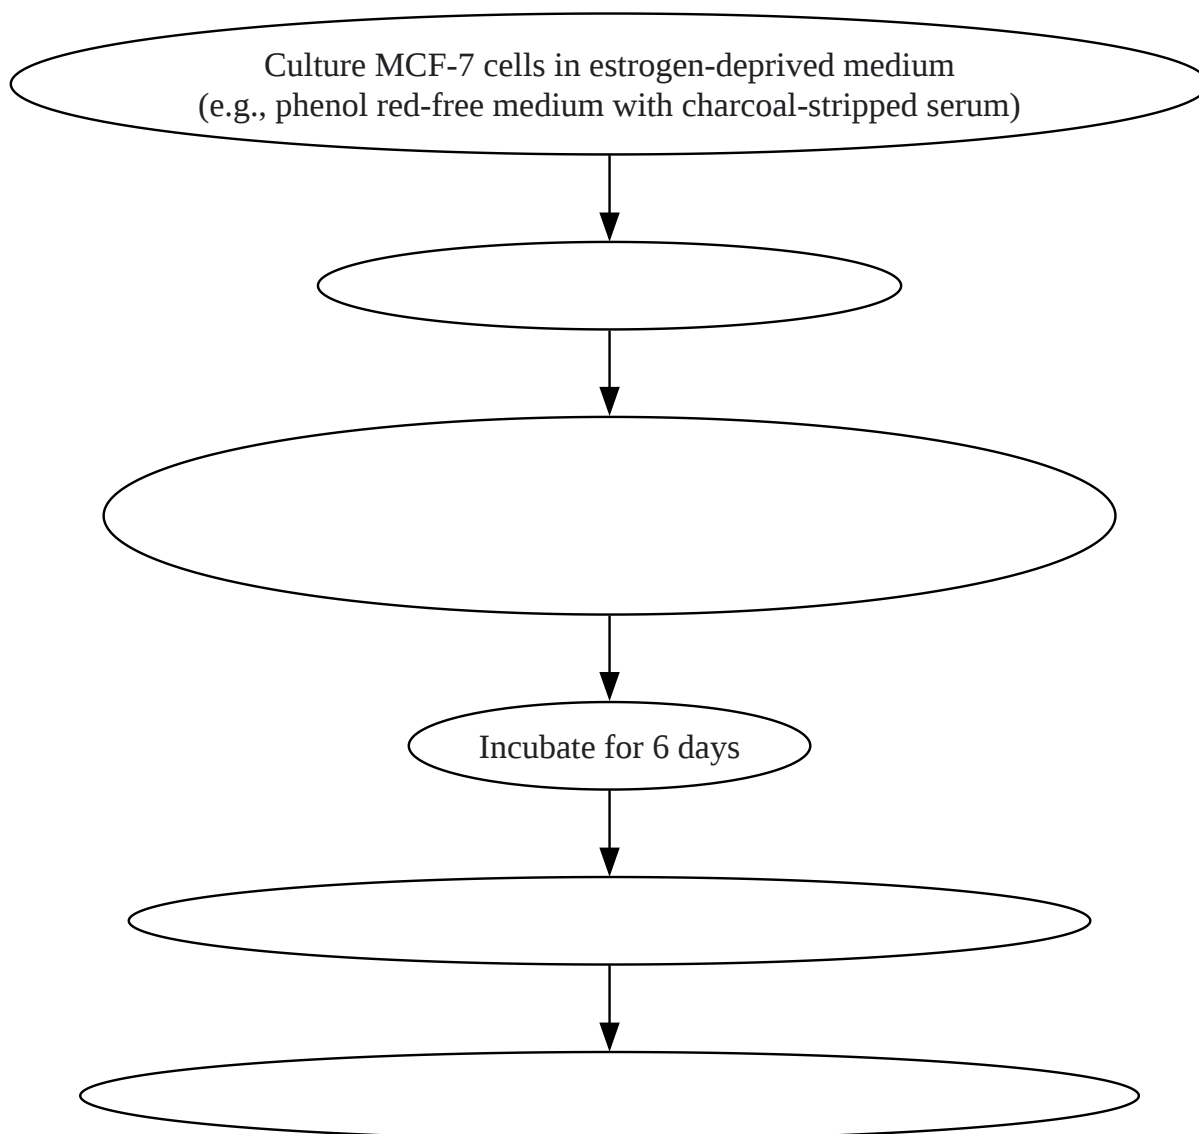 Culture MCF-7 cells in estrogen-deprived medium
(e.g., phenol red-free medium with charcoal-stripped serum)
Incubate for 6 days